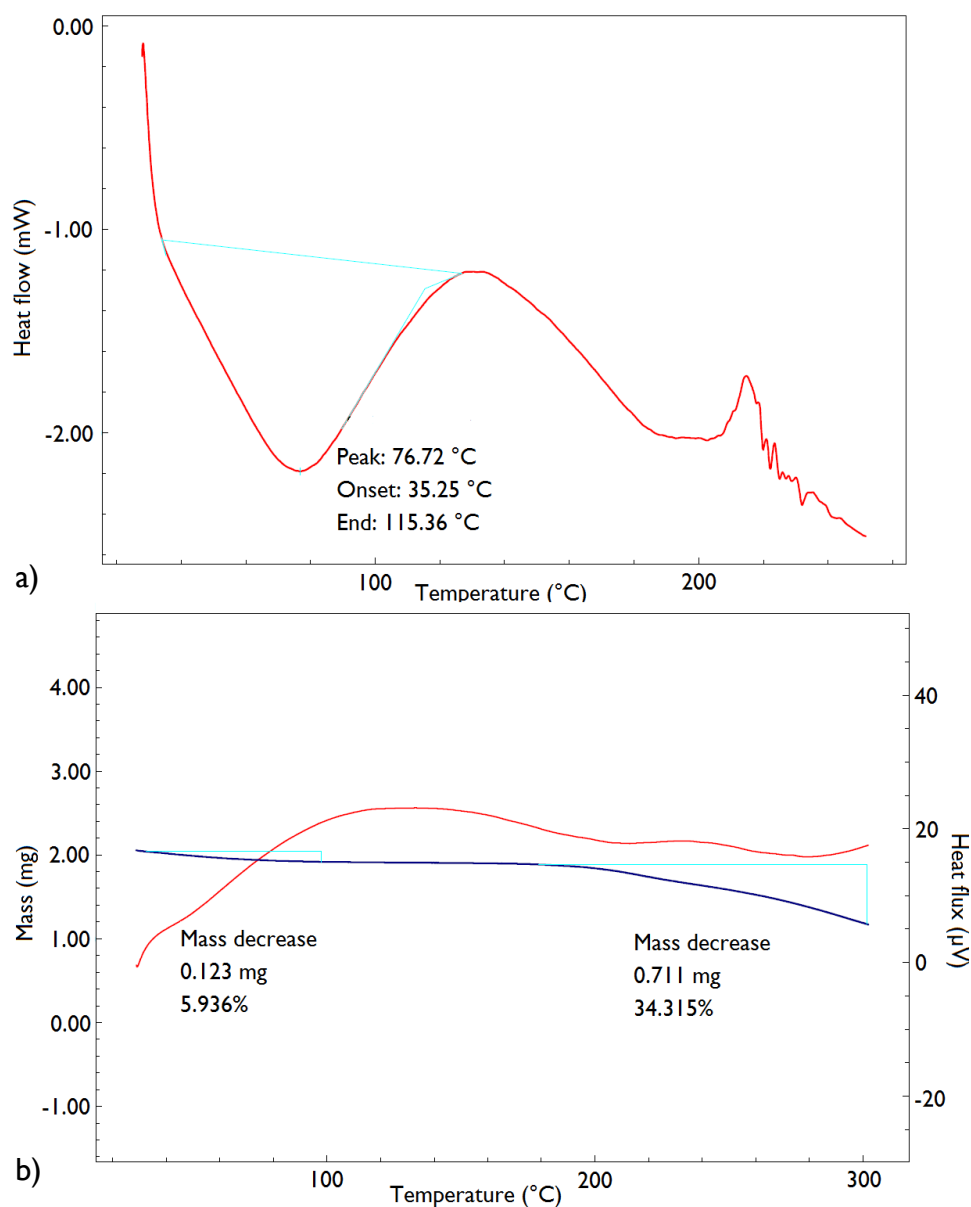 0.00
-1.00
-2.00
Heat flow (mW)
Peak: 76.72 °C
Onset: 35.25 °C
End: 115.36 °C
100
200
Temperature (°C)
a)
4.00
3.00
2.00
1.00
0.00
-1.00
Mass (mg)
40
20
0
-20
Heat flux (µV)
Mass decrease
0.123 mg
5.936%
Mass decrease
0.711 mg
34.315%
100
200
300
Temperature (°C)
b)